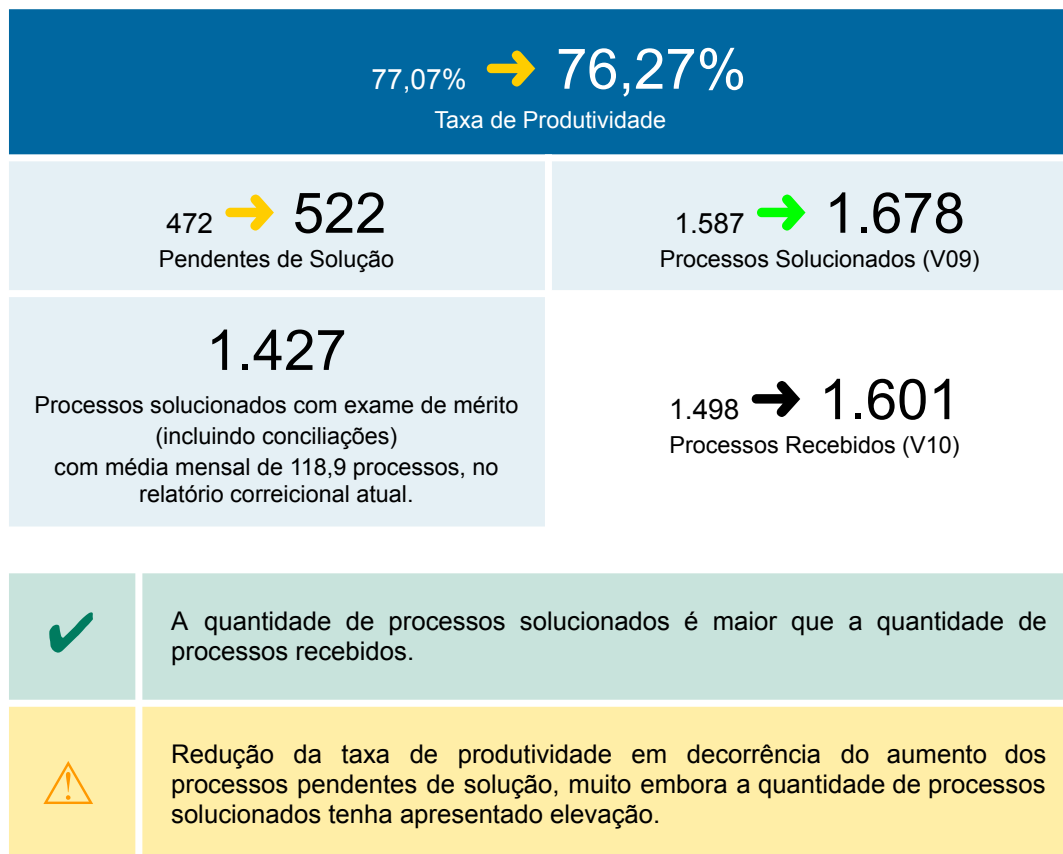 77,07% ➜ 76,27%
Taxa de Produtividade
472 ➜ 522
Pendentes de Solução
1.587 ➜ 1.678
Processos Solucionados (V09)
1.427
Processos solucionados com exame de mérito
(incluindo conciliações)
com média mensal de 118,9 processos, no
relatório correicional atual.
1.498 ➜ 1.601
Processos Recebidos (V10)
A quantidade de processos solucionados é maior que a quantidade de
processos recebidos.
Redução da taxa de produtividade em decorrência do aumento dos
processos pendentes de solução, muito embora a quantidade de processos
solucionados tenha apresentado elevação.